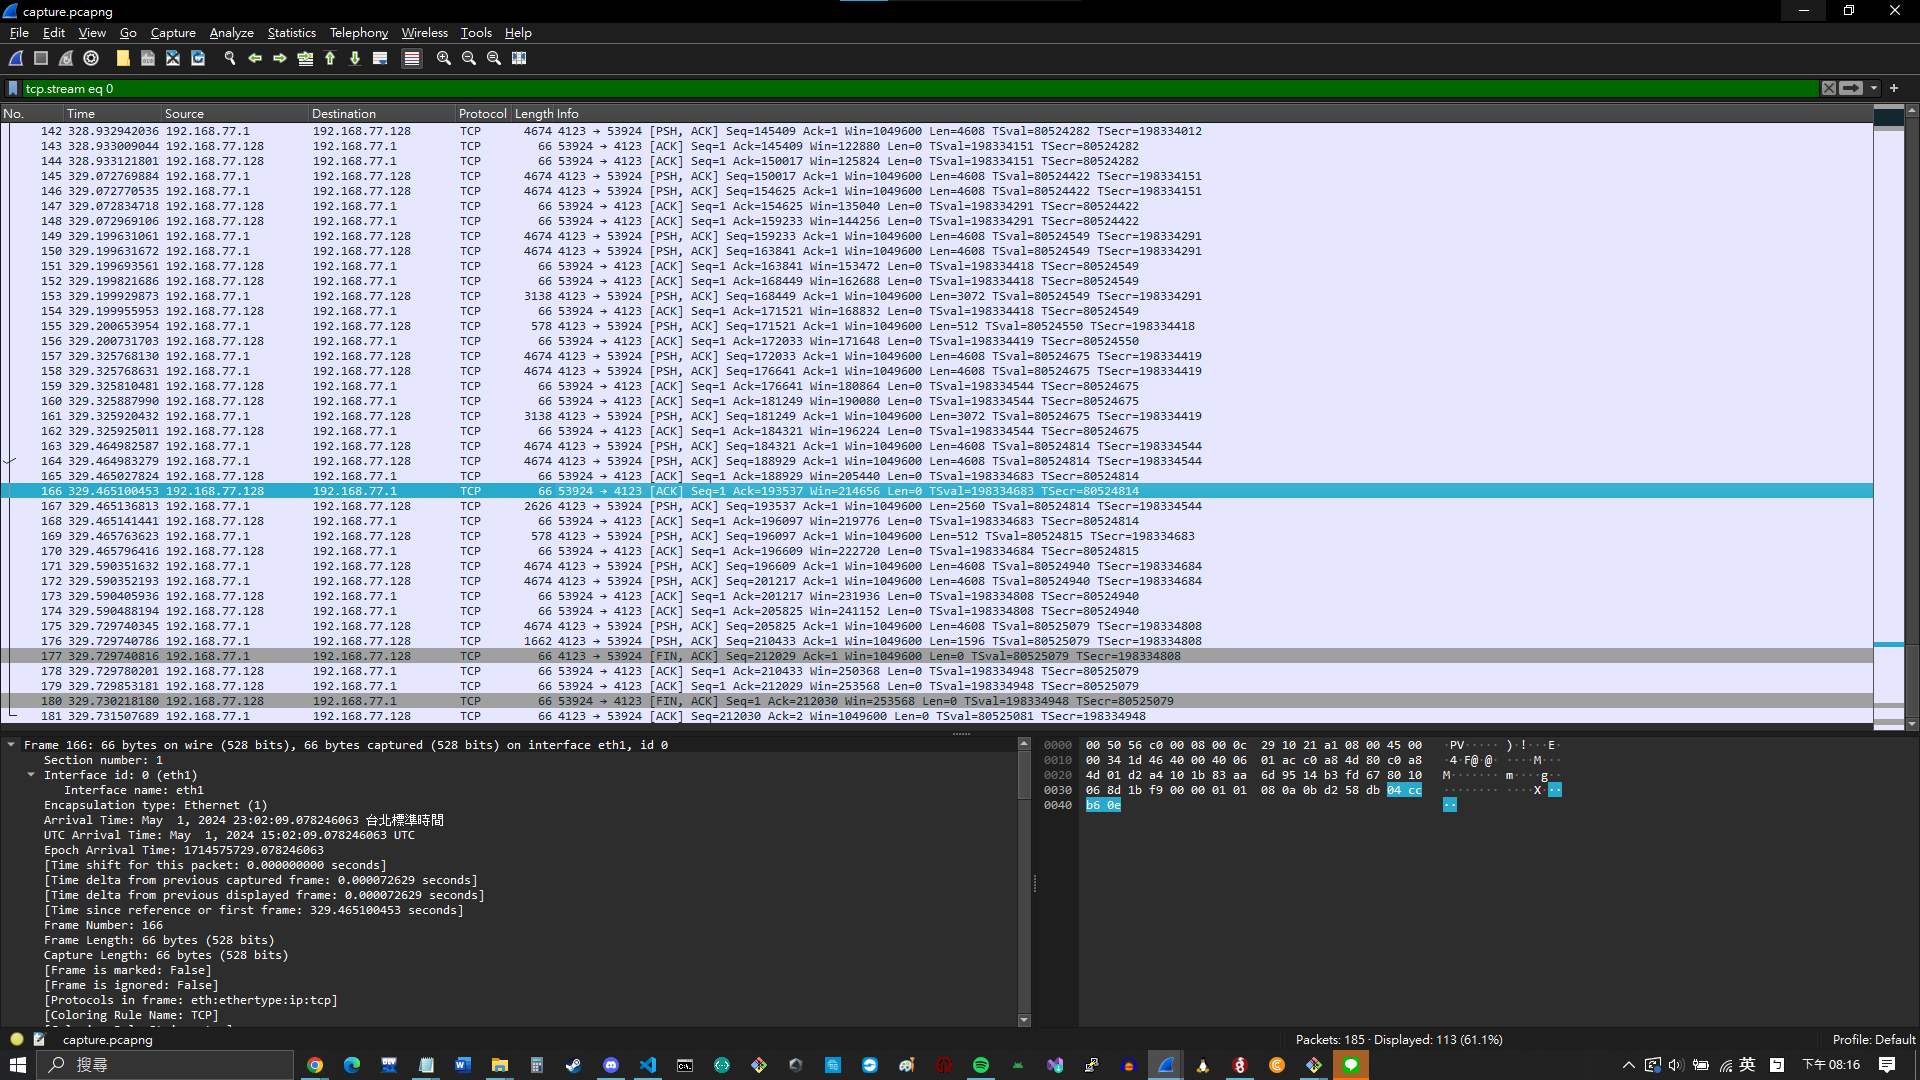 capture.pcapng
File Edit View Go Capture Analyze Statistics Telephony Wireless Tools Help
tcp.stream eq 0
No. Time Source Destination Protocol Length Info
142 328.932942036 192.168.77.1 192.168.77.128 TCP 4674 4123 → 53924 [PSH, ACK] Seq=145409 Ack=1 Win=1049600 Len=4608 TSval=80524282 TSecr=198334012
143 328.933009044 192.168.77.128 192.168.77.1 TCP 66 53924 → 4123 [ACK] Seq=1 Ack=145409 Win=122880 Len=0 TSval=198334151 TSecr=80524282
144 328.933121801 192.168.77.128 192.168.77.1 TCP 66 53924 → 4123 [ACK] Seq=1 Ack=150017 Win=125824 Len=0 TSval=198334151 TSecr=80524282
145 329.072769884 192.168.77.1 192.168.77.128 TCP 4674 4123 → 53924 [PSH, ACK] Seq=150017 Ack=1 Win=1049600 Len=4608 TSval=80524422 TSecr=198334151
146 329.072770535 192.168.77.1 192.168.77.128 TCP 4674 4123 → 53924 [PSH, ACK] Seq=154625 Ack=1 Win=1049600 Len=4608 TSval=80524422 TSecr=198334151
147 329.072834718 192.168.77.128 192.168.77.1 TCP 66 53924 → 4123 [ACK] Seq=1 Ack=154625 Win=135040 Len=0 TSval=198334291 TSecr=80524422
148 329.072969106 192.168.77.128 192.168.77.1 TCP 66 53924 → 4123 [ACK] Seq=1 Ack=159233 Win=144256 Len=0 TSval=198334291 TSecr=80524422
149 329.199631061 192.168.77.1 192.168.77.128 TCP 4674 4123 → 53924 [PSH, ACK] Seq=159233 Ack=1 Win=1049600 Len=4608 TSval=80524549 TSecr=198334291
150 329.199631672 192.168.77.1 192.168.77.128 TCP 4674 4123 → 53924 [PSH, ACK] Seq=163841 Ack=1 Win=1049600 Len=4608 TSval=80524549 TSecr=198334291
151 329.199693561 192.168.77.128 192.168.77.1 TCP 66 53924 → 4123 [ACK] Seq=1 Ack=163841 Win=153472 Len=0 TSval=198334418 TSecr=80524549
152 329.199821686 192.168.77.128 192.168.77.1 TCP 66 53924 → 4123 [ACK] Seq=1 Ack=168449 Win=162688 Len=0 TSval=198334418 TSecr=80524549
153 329.199929873 192.168.77.1 192.168.77.128 TCP 3138 4123 → 53924 [PSH, ACK] Seq=168449 Ack=1 Win=1049600 Len=3072 TSval=80524549 TSecr=198334291
154 329.199955953 192.168.77.128 192.168.77.1 TCP 66 53924 → 4123 [ACK] Seq=1 Ack=171521 Win=168832 Len=0 TSval=198334418 TSecr=80524549
155 329.200653954 192.168.77.1 192.168.77.128 TCP 578 4123 → 53924 [PSH, ACK] Seq=171521 Ack=1 Win=1049600 Len=512 TSval=80524550 TSecr=198334418
156 329.200731703 192.168.77.128 192.168.77.1 TCP 66 53924 → 4123 [ACK] Seq=1 Ack=172033 Win=171648 Len=0 TSval=198334419 TSecr=80524550
157 329.325768130 192.168.77.1 192.168.77.128 TCP 4674 4123 → 53924 [PSH, ACK] Seq=172033 Ack=1 Win=1049600 Len=4608 TSval=80524675 TSecr=198334419
158 329.325768631 192.168.77.1 192.168.77.128 TCP 4674 4123 → 53924 [PSH, ACK] Seq=176641 Ack=1 Win=1049600 Len=4608 TSval=80524675 TSecr=198334419
159 329.325810481 192.168.77.128 192.168.77.1 TCP 66 53924 → 4123 [ACK] Seq=1 Ack=176641 Win=180864 Len=0 TSval=198334544 TSecr=80524675
160 329.325887990 192.168.77.128 192.168.77.1 TCP 66 53924 → 4123 [ACK] Seq=1 Ack=181249 Win=190080 Len=0 TSval=198334544 TSecr=80524675
161 329.325920432 192.168.77.1 192.168.77.128 TCP 3138 4123 → 53924 [PSH, ACK] Seq=181249 Ack=1 Win=1049600 Len=3072 TSval=80524675 TSecr=198334419
162 329.325925011 192.168.77.128 192.168.77.1 TCP 66 53924 → 4123 [ACK] Seq=1 Ack=184321 Win=196224 Len=0 TSval=198334544 TSecr=80524675
163 329.464982587 192.168.77.1 192.168.77.128 TCP 4674 4123 → 53924 [PSH, ACK] Seq=184321 Ack=1 Win=1049600 Len=4608 TSval=80524814 TSecr=198334544
164 329.464983279 192.168.77.1 192.168.77.128 TCP 4674 4123 → 53924 [PSH, ACK] Seq=188929 Ack=1 Win=1049600 Len=4608 TSval=80524814 TSecr=198334544
165 329.465027824 192.168.77.128 192.168.77.1 TCP 66 53924 → 4123 [ACK] Seq=1 Ack=188929 Win=205440 Len=0 TSval=198334683 TSecr=80524814
166 329.465100453 192.168.77.128 192.168.77.1 TCP 66 53924 → 4123 [ACK] Seq=1 Ack=193537 Win=214656 Len=0 TSval=198334683 TSecr=80524814
167 329.465136813 192.168.77.1 192.168.77.128 TCP 2626 4123 → 53924 [PSH, ACK] Seq=193537 Ack=1 Win=1049600 Len=2560 TSval=80524814 TSecr=198334544
168 329.465141441 192.168.77.128 192.168.77.1 TCP 66 53924 → 4123 [ACK] Seq=1 Ack=196097 Win=219776 Len=0 TSval=198334683 TSecr=80524814
169 329.465763623 192.168.77.1 192.168.77.128 TCP 578 4123 → 53924 [PSH, ACK] Seq=196097 Ack=1 Win=1049600 Len=512 TSval=80524815 TSecr=198334683
170 329.465796416 192.168.77.128 192.168.77.1 TCP 66 53924 → 4123 [ACK] Seq=1 Ack=196609 Win=222720 Len=0 TSval=198334684 TSecr=80524815
171 329.590351632 192.168.77.1 192.168.77.128 TCP 4674 4123 → 53924 [PSH, ACK] Seq=196609 Ack=1 Win=1049600 Len=4608 TSval=80524940 TSecr=198334684
172 329.590352193 192.168.77.1 192.168.77.128 TCP 4674 4123 → 53924 [PSH, ACK] Seq=201217 Ack=1 Win=1049600 Len=4608 TSval=80524940 TSecr=198334684
173 329.590405936 192.168.77.128 192.168.77.1 TCP 66 53924 → 4123 [ACK] Seq=1 Ack=201217 Win=231936 Len=0 TSval=198334808 TSecr=80524940
174 329.590488194 192.168.77.128 192.168.77.1 TCP 66 53924 → 4123 [ACK] Seq=1 Ack=205825 Win=241152 Len=0 TSval=198334808 TSecr=80524940
175 329.729740345 192.168.77.1 192.168.77.128 TCP 4674 4123 → 53924 [PSH, ACK] Seq=205825 Ack=1 Win=1049600 Len=4608 TSval=80525079 TSecr=198334808
176 329.729740786 192.168.77.1 192.168.77.128 TCP 1662 4123 → 53924 [PSH, ACK] Seq=210433 Ack=1 Win=1049600 Len=1596 TSval=80525079 TSecr=198334808
177 329.729740816 192.168.77.1 192.168.77.128 TCP 66 4123 → 53924 [FIN, ACK] Seq=212029 Ack=1 Win=1049600 Len=0 TSval=80525079 TSecr=198334808
178 329.729780201 192.168.77.128 192.168.77.1 TCP 66 53924 → 4123 [ACK] Seq=1 Ack=210433 Win=250368 Len=0 TSval=198334948 TSecr=80525079
179 329.729853181 192.168.77.128 192.168.77.1 TCP 66 53924 → 4123 [ACK] Seq=1 Ack=212029 Win=253568 Len=0 TSval=198334948 TSecr=80525079
180 329.730218180 192.168.77.128 192.168.77.1 TCP 66 53924 → 4123 [FIN, ACK] Seq=1 Ack=212030 Win=253568 Len=0 TSval=198334948 TSecr=80525079
181 329.731507689 192.168.77.1 192.168.77.128 TCP 66 4123 → 53924 [ACK] Seq=212030 Ack=2 Win=1049600 Len=0 TSval=80525081 TSecr=198334948
Frame 166: 66 bytes on wire (528 bits), 66 bytes captured (528 bits) on interface eth1, id 0
Section number: 1
Interface id: 0 (eth1)
Interface name: eth1
Encapsulation type: Ethernet (1)
Arrival Time: May 1, 2024 23:02:09.078246063 台北標準時間
UTC Arrival Time: May 1, 2024 15:02:09.078246063 UTC
Epoch Arrival Time: 1714575729.078246063
[Time shift for this packet: 0.000000000 seconds]
[Time delta from previous captured frame: 0.000072629 seconds]
[Time delta from previous displayed frame: 0.000072629 seconds]
[Time since reference or first frame: 329.465100453 seconds]
Frame Number: 166
Frame Length: 66 bytes (528 bits)
Capture Length: 66 bytes (528 bits)
[Frame is marked: False]
[Frame is ignored: False]
[Protocols in frame: eth:ethertype:ip:tcp]
[Coloring Rule Name: TCP]
0000 00 50 56 c0 00 08 00 0c 29 10 21 a1 08 00 45 00 ·PV····· )·!···E·
0010 00 34 1d 46 40 00 40 06 01 ac c0 a8 4d 80 c0 a8 ·4·F@·@· ····M···
0020 4d 01 d2 a4 10 1b 83 aa 6d 95 14 b3 fd 67 80 10 M······· m····g··
0030 06 8d 1b f9 00 00 01 01 08 0a 0b d2 58 db 04 cc ········ ····X···
0040 b6 0e ··
capture.pcapng
Packets: 185 · Displayed: 113 (61.1%)
Profile: Default
搜尋
英
下午 08:16